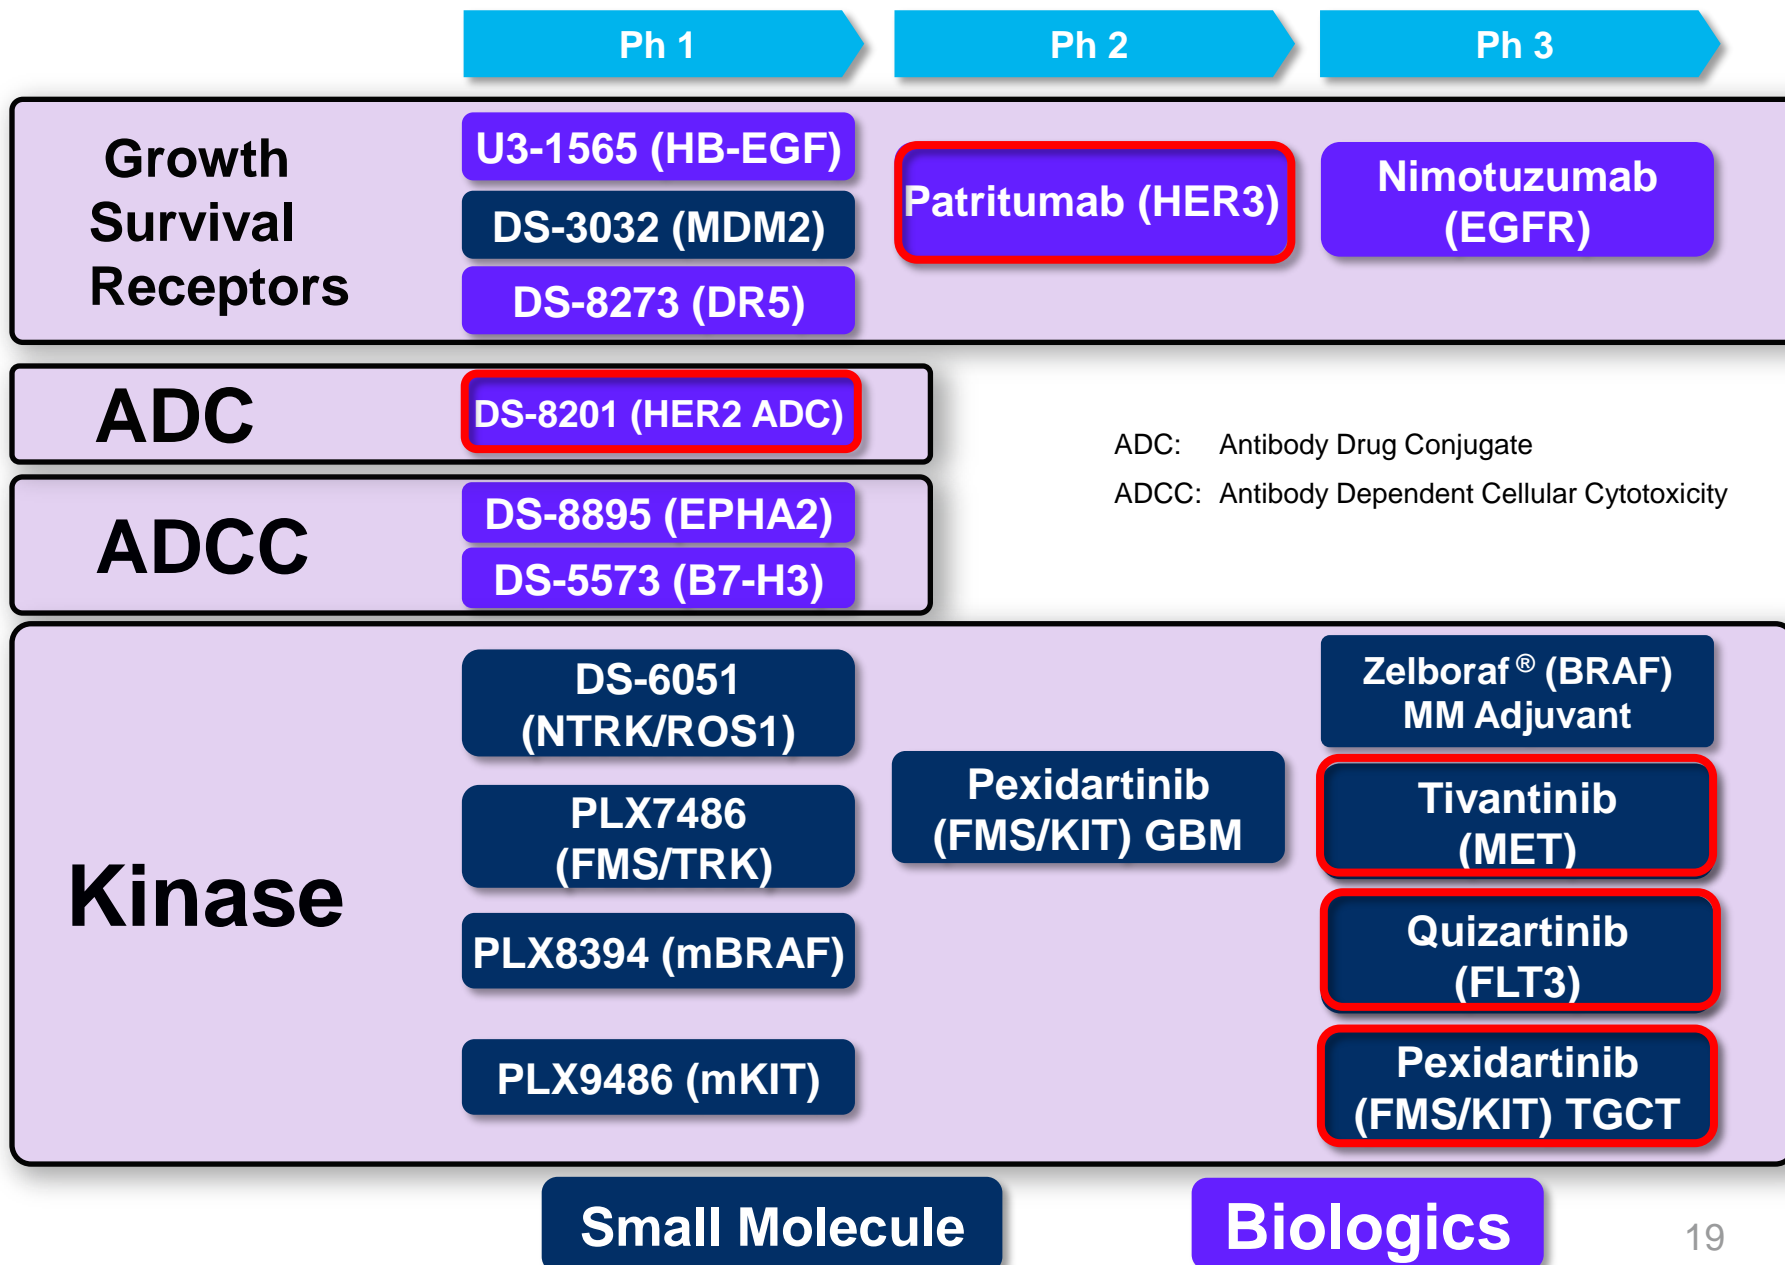 Ph 1
Ph 2
Ph 3
Growth
Survival
Receptors
U3-1565 (HB-EGF)
DS-3032 (MDM2)
DS-8273 (DR5)
Patritumab (HER3)
Nimotuzumab
(EGFR)
ADC
DS-8201 (HER2 ADC)
ADC: Antibody Drug Conjugate
ADCC: Antibody Dependent Cellular Cytotoxicity
ADCC
DS-8895 (EPHA2)
DS-5573 (B7-H3)
Kinase
DS-6051
(NTRK/ROS1)
PLX7486
(FMS/TRK)
PLX8394 (mBRAF)
PLX9486 (mKIT)
Pexidartinib
(FMS/KIT) GBM
Zelboraf ® (BRAF)
MM Adjuvant
Tivantinib
(MET)
Quizartinib
(FLT3)
Pexidartinib
(FMS/KIT) TGCT
Small Molecule
Biologics
19